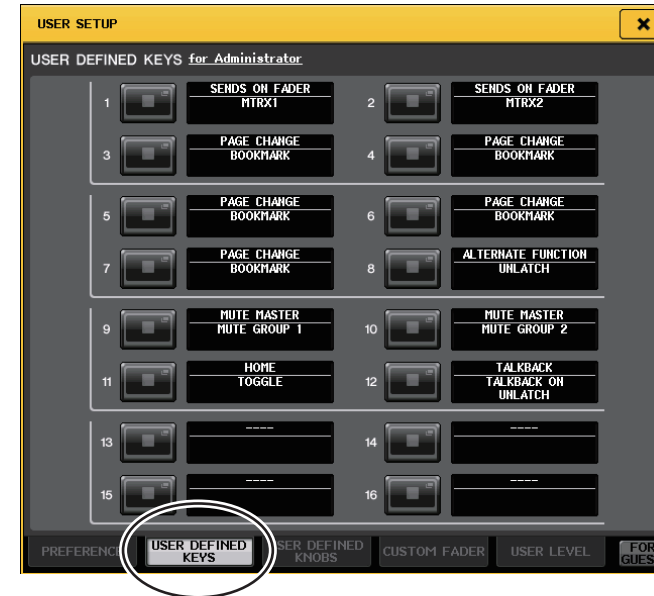 USER SETUP
USER DEFINED KEYS for Administrator
1 SENDS ON FADER
MTRX1
2 SENDS ON FADER
MTRX2
3 PAGE CHANGE
BOOKMARK
4 PAGE CHANGE
BOOKMARK
5 PAGE CHANGE
BOOKMARK
6 PAGE CHANGE
BOOKMARK
7 PAGE CHANGE
BOOKMARK
8 ALTERNATE FUNCTION
UNLATCH
9 MUTE MASTER
MUTE GROUP 1
10 MUTE MASTER
MUTE GROUP 2
11 HOME
TOGGLE
12 TALKBACK
TALKBACK ON
UNLATCH
13 ----
14 ----
15 ----
16 ----
PREFERENC
USER DEFINED
KEYS
SER DEFINED
KNOBS
CUSTOM FADER
USER LEVEL
FOR
GUES